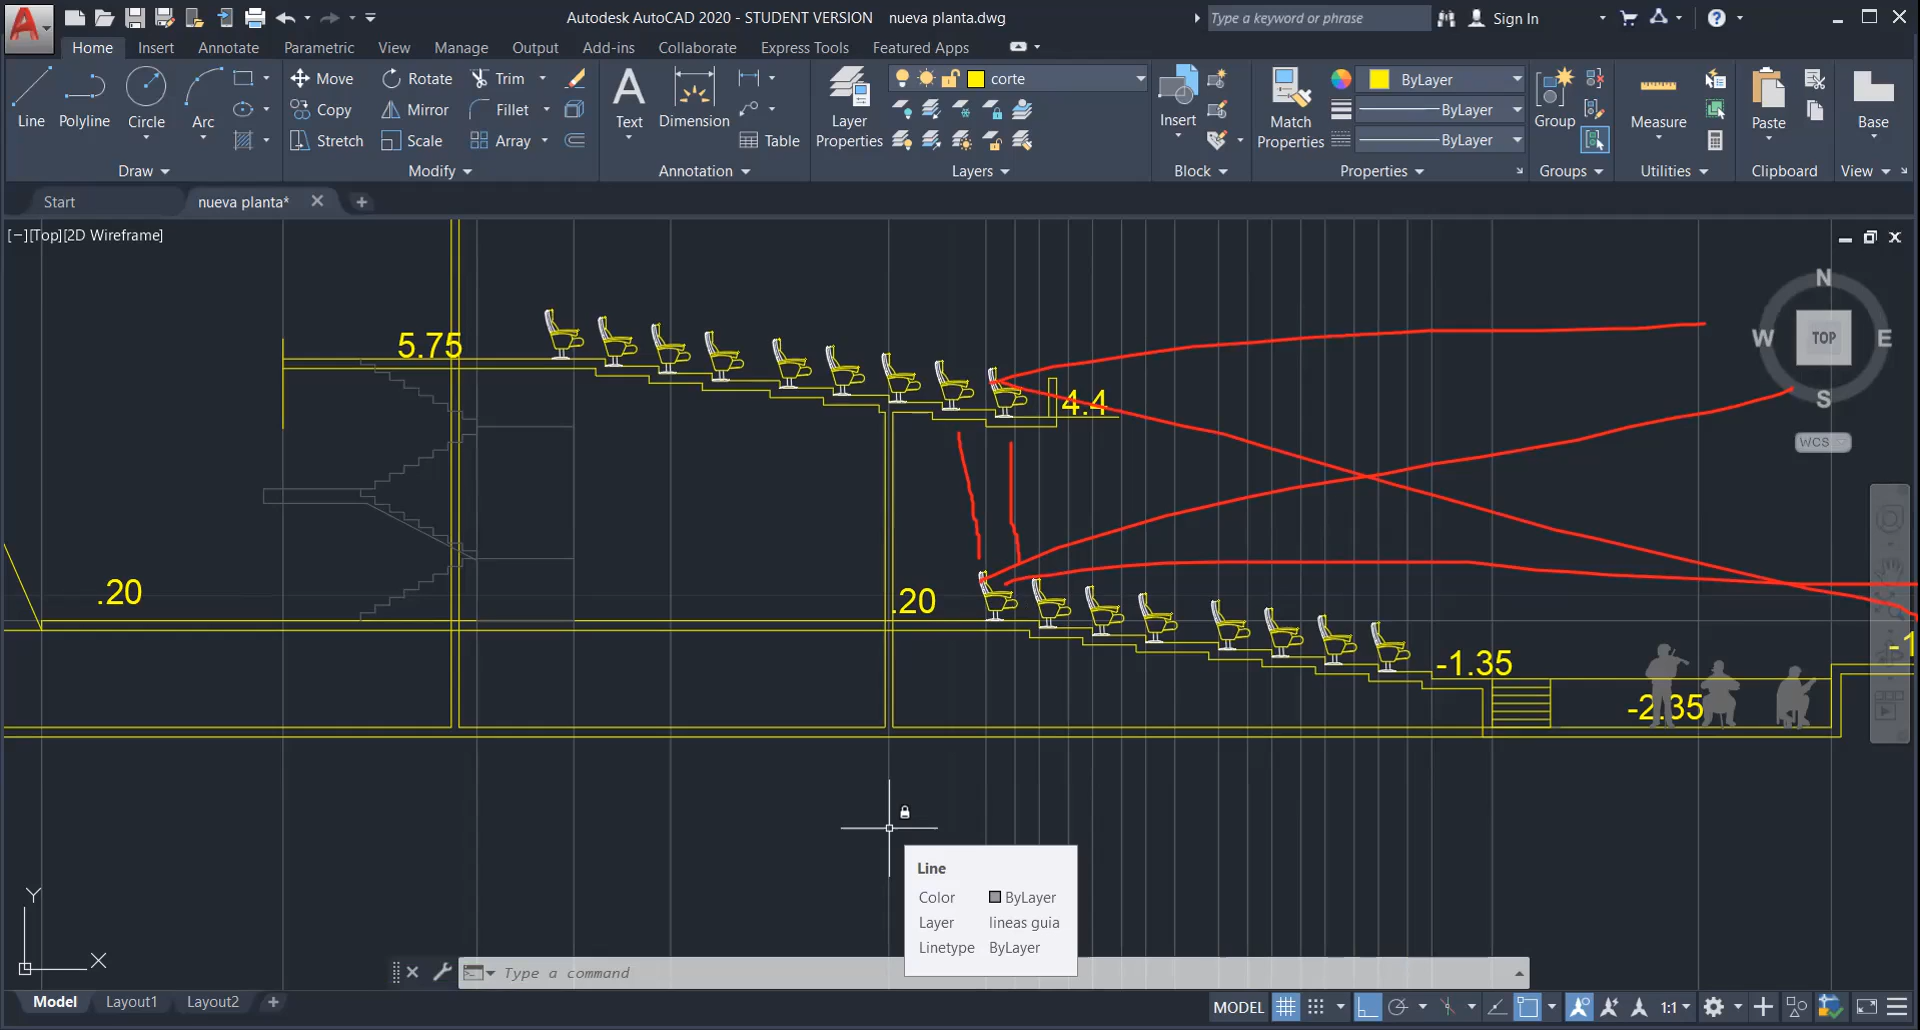 Autodesk AutoCAD 2020 - STUDENT VERSION nueva planta.dwg
Type a keyword or phrase
Sign In
Home Insert Annotate Parametric View Manage Output Add-ins Collaborate Express Tools Featured Apps
Line Polyline Circle Arc
Move Rotate Trim
Copy Mirror Fillet
Stretch Scale Array
Text Dimension
Table
Layer Properties
corte
Insert
Match Properties
ByLayer
ByLayer
ByLayer
Group
Measure
Paste
Base
Draw Modify Annotation Layers Block Properties Groups Utilities Clipboard View
Start nueva planta*
[−][Top][2D Wireframe]
N
W TOP E
S
WCS
5.75
4.4
.20
.20
-1.35
-2.35
-1
Line
Color ByLayer
Layer lineas guia
Linetype ByLayer
Y
X
Type a command
Model Layout1 Layout2
MODEL 1:1